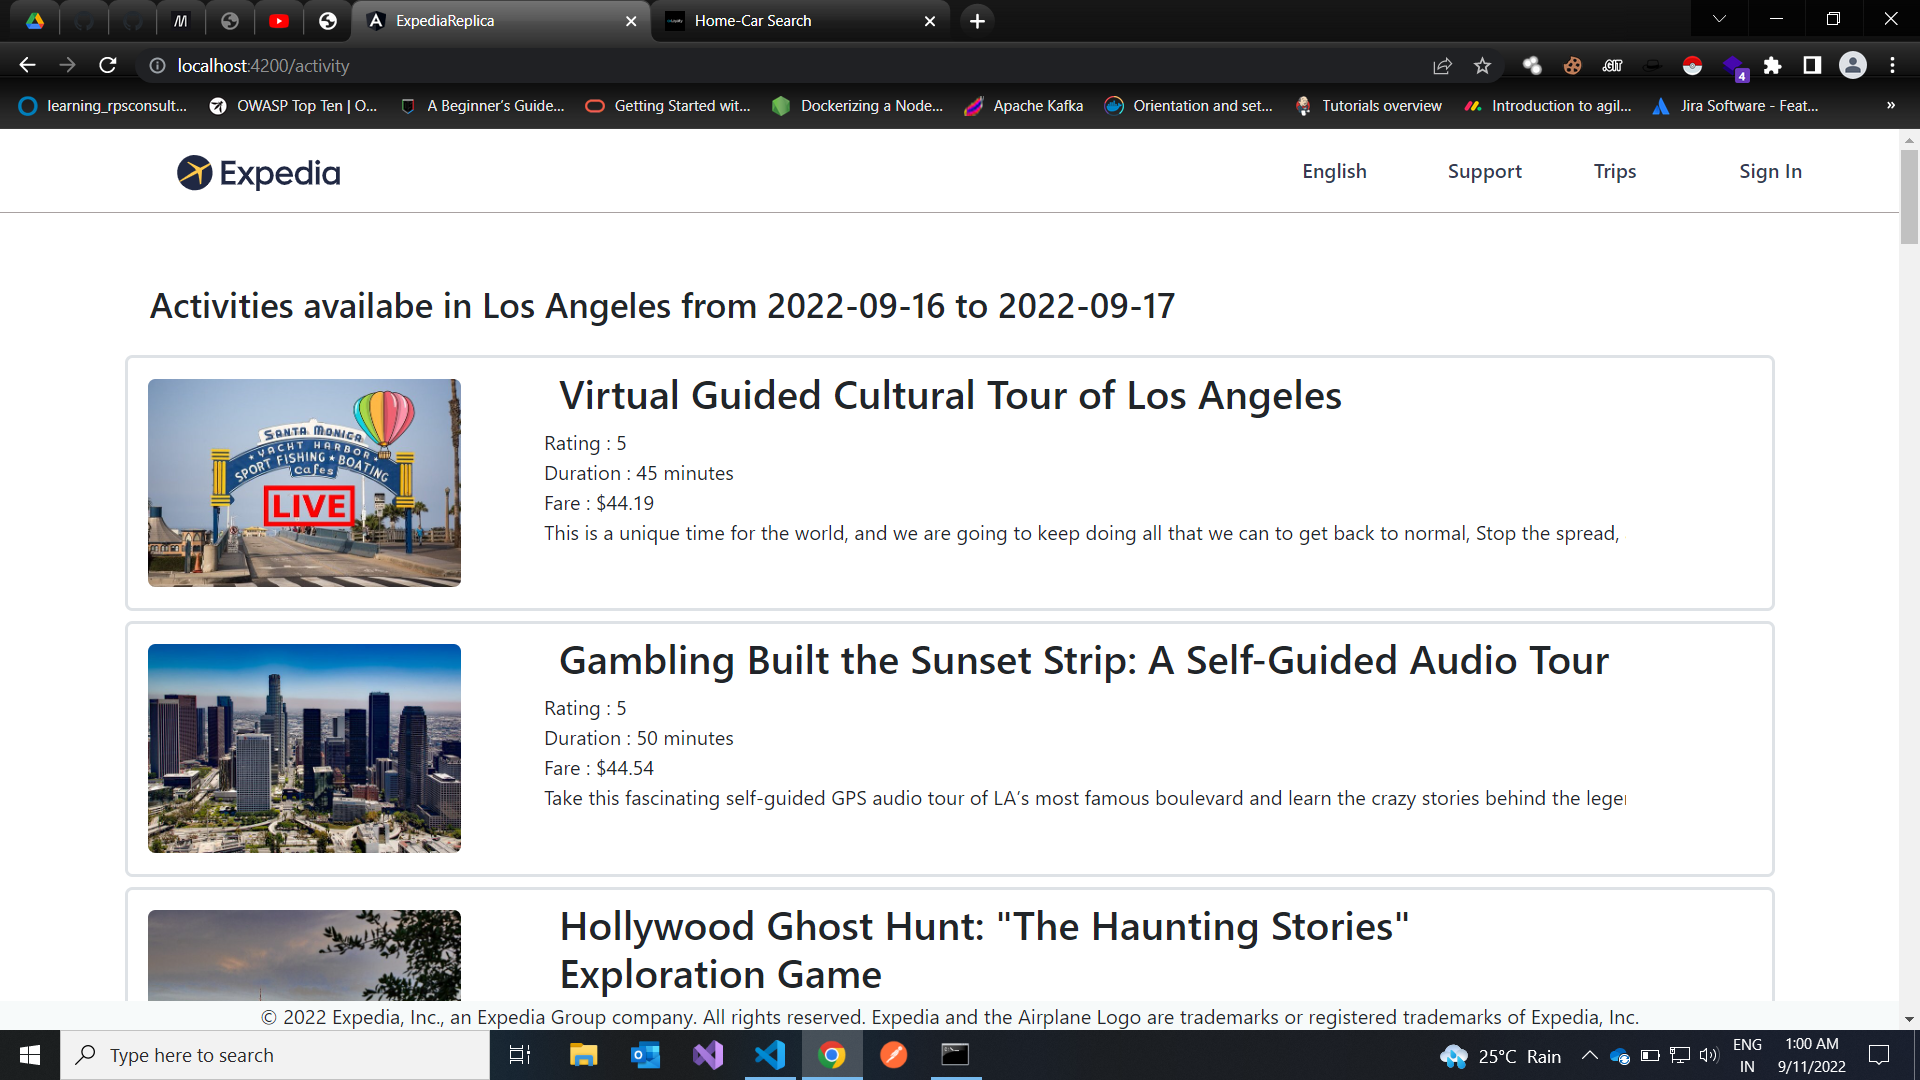 ExpediaReplica
Home-Car Search
localhost:4200/activity
4
learning_rpsconsult...
OWASP Top Ten | O...
A Beginner's Guide...
Getting Started wit...
Dockerizing a Node...
Apache Kafka
Orientation and set...
Tutorials overview
Introduction to agil...
Jira Software - Feat...
»
Expedia
English
Support
Trips
Sign In
Activities availabe in Los Angeles from 2022-09-16 to 2022-09-17
SANTA MONICA
YACHT HARBOR
SPORT FISHING ★ BOATING
Cafes
LIVE
Virtual Guided Cultural Tour of Los Angeles
Rating : 5
Duration : 45 minutes
Fare : $44.19
This is a unique time for the world, and we are going to keep doing all that we can to get back to normal, Stop the spread,
Gambling Built the Sunset Strip: A Self-Guided Audio Tour
Rating : 5
Duration : 50 minutes
Fare : $44.54
Take this fascinating self-guided GPS audio tour of LA's most famous boulevard and learn the crazy stories behind the leger
Hollywood Ghost Hunt: "The Haunting Stories"
Exploration Game
© 2022 Expedia, Inc., an Expedia Group company. All rights reserved. Expedia and the Airplane Logo are trademarks or registered trademarks of Expedia, Inc.
Type here to search
25°C Rain
ENG
IN
1:00 AM
9/11/2022